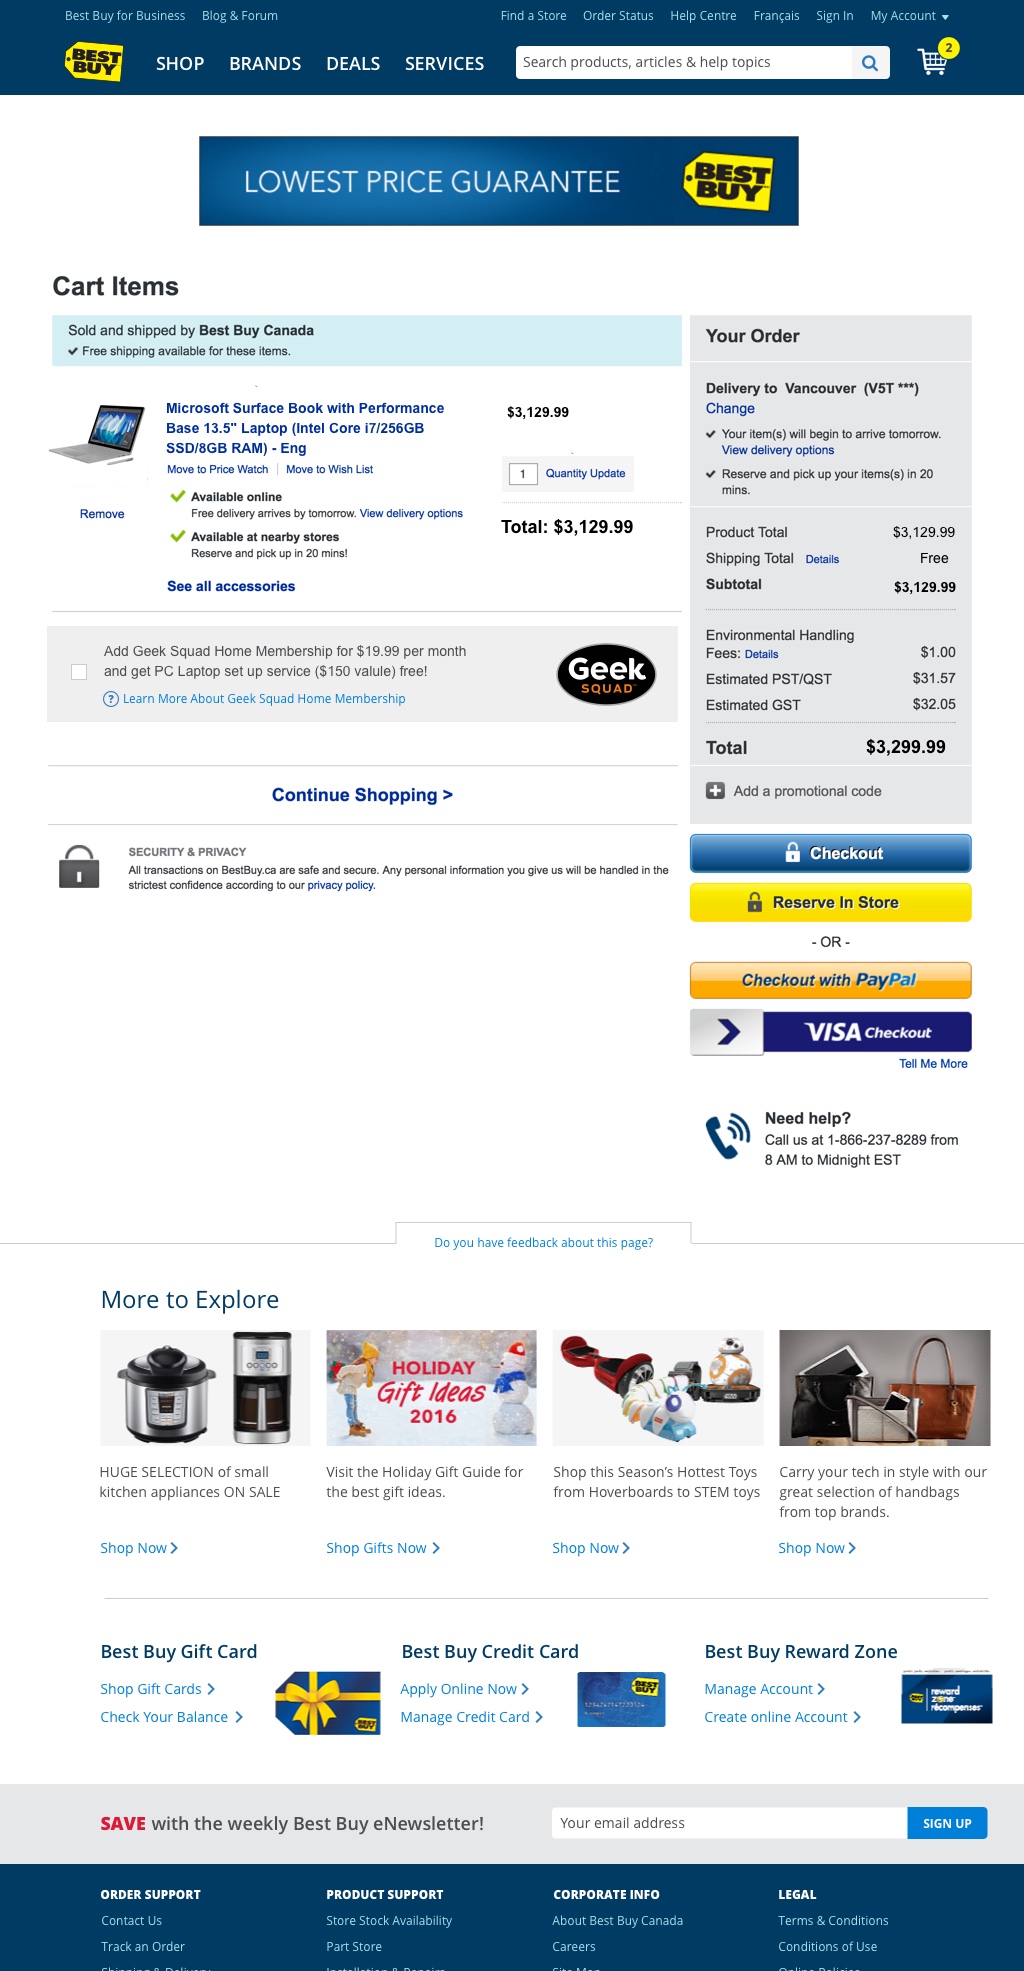 Best Buy for Business Blog & Forum Find a Store Order Status Help Centre Français Sign In My Account
BEST BUY SHOP BRANDS DEALS SERVICES Search products, articles & help topics 2
LOWEST PRICE GUARANTEE BEST BUY
Cart Items
Sold and shipped by Best Buy Canada
Free shipping available for these items.
Microsoft Surface Book with Performance
Base 13.5" Laptop (Intel Core i7/256GB
SSD/8GB RAM) - Eng
Move to Price Watch Move to Wish List
Remove
Available online
Free delivery arrives by tomorrow. View delivery options
Available at nearby stores
Reserve and pick up in 20 mins!
See all accessories
$3,129.99
1 Quantity Update
Total: $3,129.99
Add Geek Squad Home Membership for $19.99 per month
and get PC Laptop set up service ($150 valule) free!
? Learn More About Geek Squad Home Membership
Geek
SQUAD
Continue Shopping >
SECURITY & PRIVACY
All transactions on BestBuy.ca are safe and secure. Any personal information you give us will be handled in the
strictest confidence according to our privacy policy.
Your Order
Delivery to Vancouver (V5T ***)
Change
Your item(s) will begin to arrive tomorrow.
View delivery options
Reserve and pick up your items(s) in 20
mins.
Product Total $3,129.99
Shipping Total Details Free
Subtotal $3,129.99
Environmental Handling
Fees: Details $1.00
Estimated PST/QST $31.57
Estimated GST $32.05
Total $3,299.99
Add a promotional code
Checkout
Reserve In Store
- OR -
Checkout with PayPal
VISA Checkout
Tell Me More
Need help?
Call us at 1-866-237-8289 from
8 AM to Midnight EST
Do you have feedback about this page?
More to Explore
HOLIDAY
Gift Ideas
2016
HUGE SELECTION of small
kitchen appliances ON SALE
Shop Now
Visit the Holiday Gift Guide for
the best gift ideas.
Shop Gifts Now
Shop this Season's Hottest Toys
from Hoverboards to STEM toys
Shop Now
Carry your tech in style with our
great selection of handbags
from top brands.
Shop Now
Best Buy Gift Card
Shop Gift Cards
Check Your Balance
BEST BUY
Best Buy Credit Card
Apply Online Now
Manage Credit Card
BEST BUY
Best Buy Reward Zone
Manage Account
Create online Account
reward
zone
récompenses
SAVE with the weekly Best Buy eNewsletter! Your email address SIGN UP
ORDER SUPPORT PRODUCT SUPPORT CORPORATE INFO LEGAL
Contact Us Store Stock Availability About Best Buy Canada Terms & Conditions
Track an Order Part Store Careers Conditions of Use